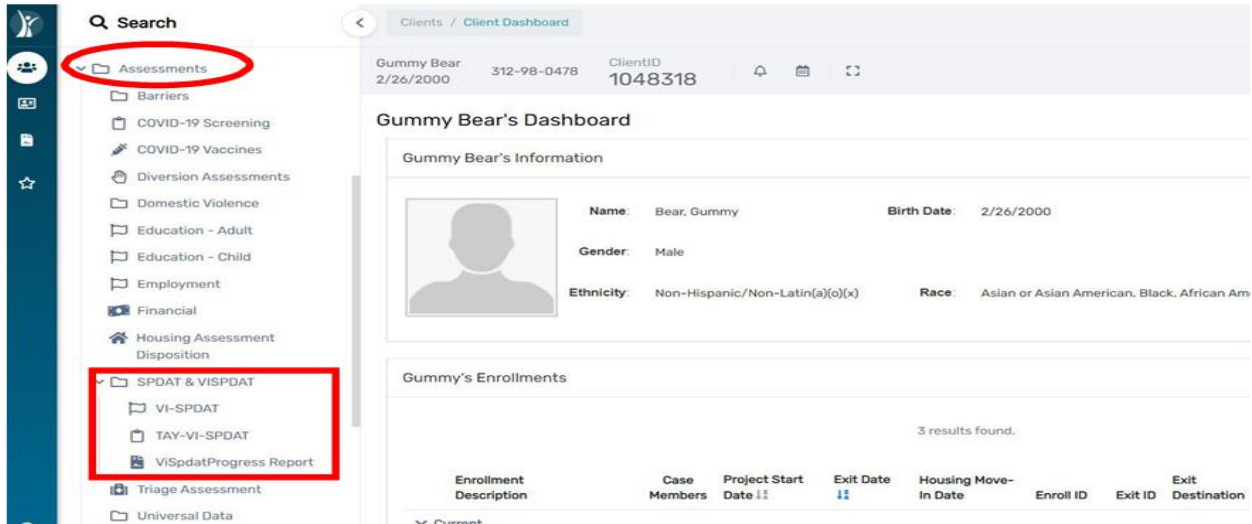 Search
Clients / Client Dashboard
Assessments
Barriers
COVID-19 Screening
COVID-19 Vaccines
Diversion Assessments
Domestic Violence
Education - Adult
Education - Child
Employment
Financial
Housing Assessment
Disposition
SPDAT & VISPDAT
VI-SPDAT
TAY-VI-SPDAT
ViSpdatProgress Report
Triage Assessment
Universal Data
Gummy Bear
2/26/2000
312-98-0478
ClientID
1048318
Gummy Bear's Dashboard
Gummy Bear's Information
Name: Bear, Gummy Birth Date: 2/26/2000
Gender: Male
Ethnicity: Non-Hispanic/Non-Latin(a)(o)(x) Race: Asian or Asian American, Black, African Am
Gummy's Enrollments
3 results found.
Enrollment
Description
Case
Members
Project Start
Date
Exit Date
Housing Move-
In Date
Enroll ID
Exit ID
Exit
Destination
Current